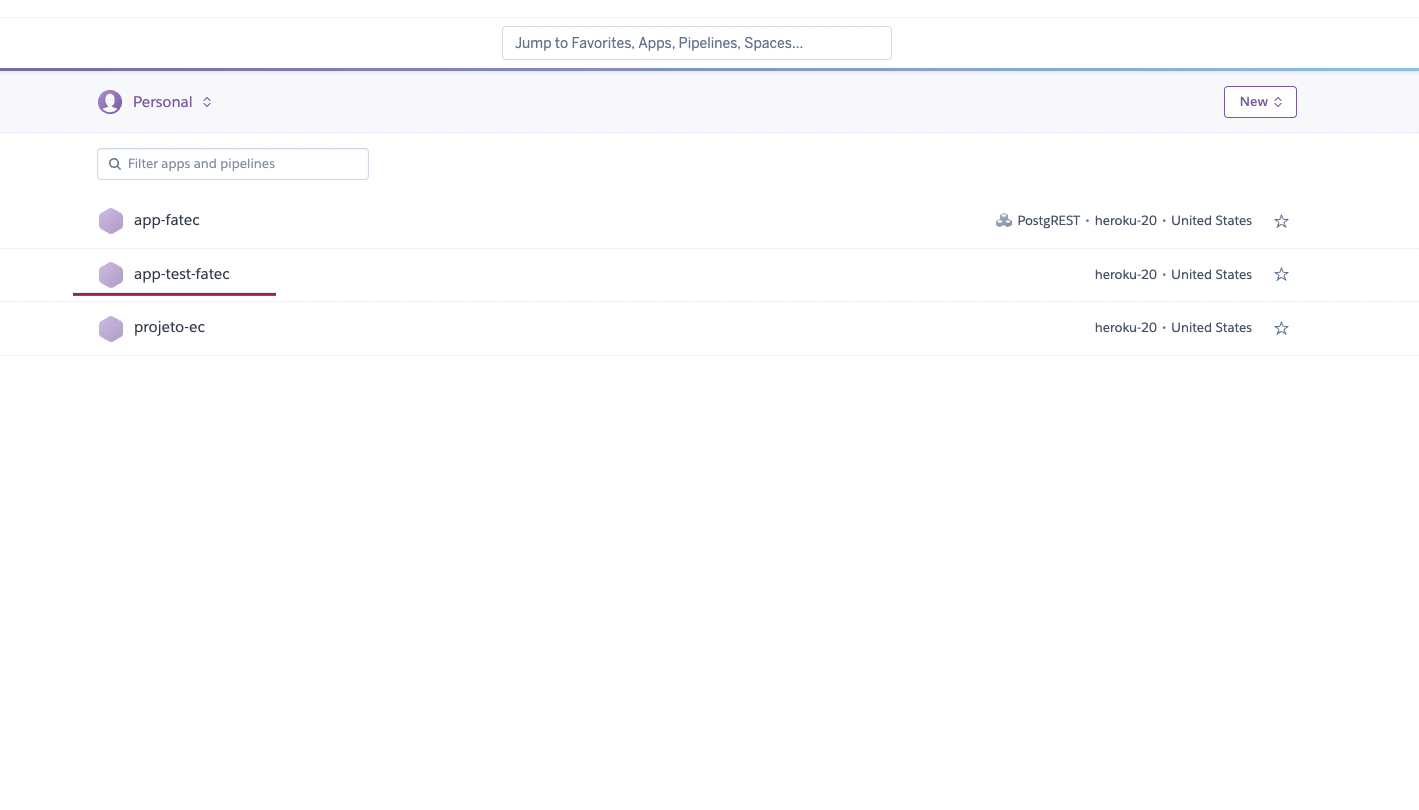 Jump to Favorites, Apps, Pipelines, Spaces...
Personal
New
Filter apps and pipelines
app-fatec PostgREST • heroku-20 • United States
app-test-fatec heroku-20 • United States
projeto-ec heroku-20 • United States